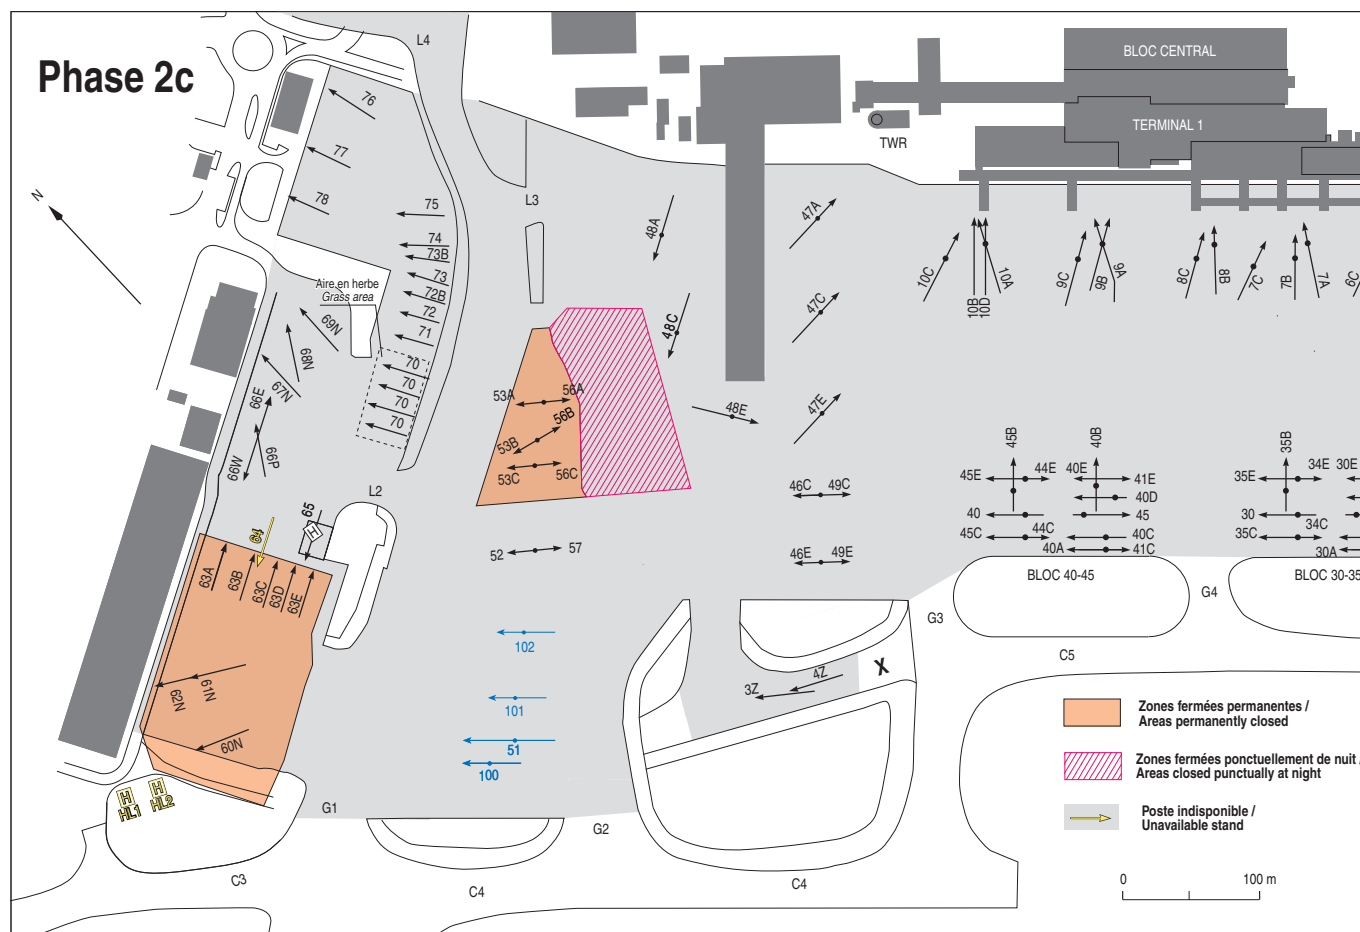 Phase 2c
L4
BLOC CENTRAL
TERMINAL 1
TWR
N
76
77
78
75
74
73B
73
72B
72
71
70
70
70
70
L3
48A
47A
48C
47C
48E
47E
10C
10B
10D
10A
9C
9B
9A
8C
8B
7C
7B
7A
6C
Aire en herbe
Grass area
69N
68N
67N
66E
66W
66P
53A
56A
53B
56B
53C
56C
45B
40B
35B
45E
44E
40E
41E
40D
35E
34E
30E
40
45
30
34C
45C
44C
40C
35C
40A
41C
30A
46C
49C
46E
49E
52
57
L2
65
H
64
63A
63B
63C
63D
63E
62N
61N
60N
BLOC 40-45
BLOC 30-35
G4
G3
C5
102
101
51
100
4Z
3Z
X
H
HL1
H
HL2
G1
G2
C3
C4
C4
Zones fermées permanentes /
Areas permanently closed
Zones fermées ponctuellement de nuit /
Areas closed punctually at night
Poste indisponible /
Unavailable stand
0
100 m